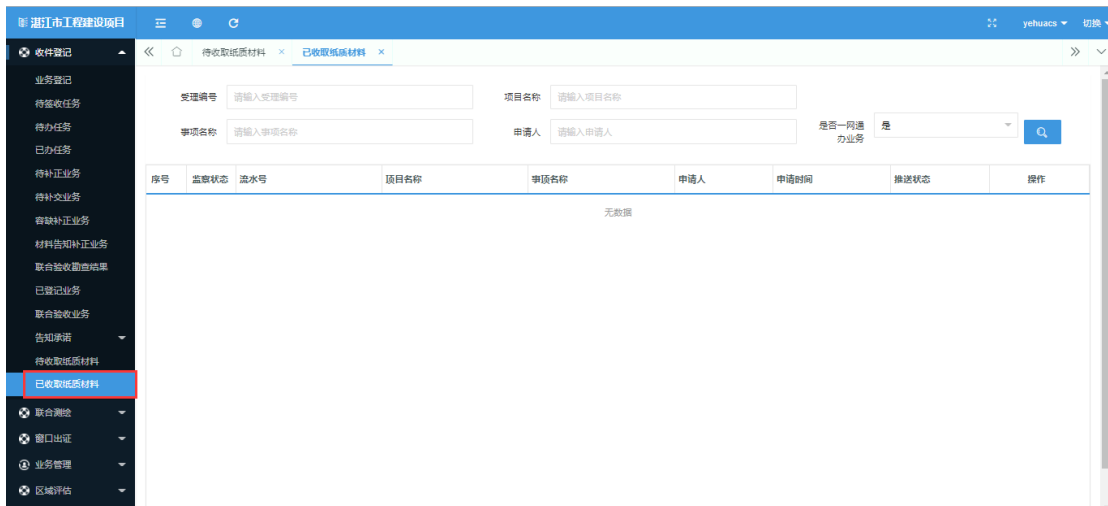 湛江市工程建设项目
yehuacs
切换
收件登记
待收取纸质材料 ×
已收取纸质材料 ×
业务登记
待签收任务
待办任务
已办任务
待补正业务
待补交业务
容缺补正业务
材料告知补正业务
联合验收勘查结果
已登记业务
联合验收业务
告知承诺
待收取纸质材料
已收取纸质材料
联合测绘
窗口出证
业务管理
区域评估
受理编号 请输入受理编号 项目名称 请输入项目名称
事项名称 请输入事项名称 申请人 请输入申请人 是否一网通 是
办业务
序号 监察状态 流水号 项目名称 事项名称 申请人 申请时间 推送状态 操作
无数据